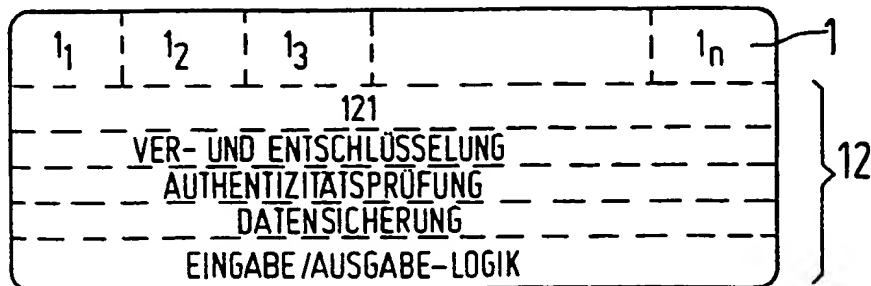 1₁ 1₂ 1₃ 1ₙ 1
121
VER- UND ENTSCHLÜSSELUNG
AUTHENTIZITÄTSPRÜFUNG
12
DATENSICHERUNG
EINGABE/AUSGABE-LOGIK